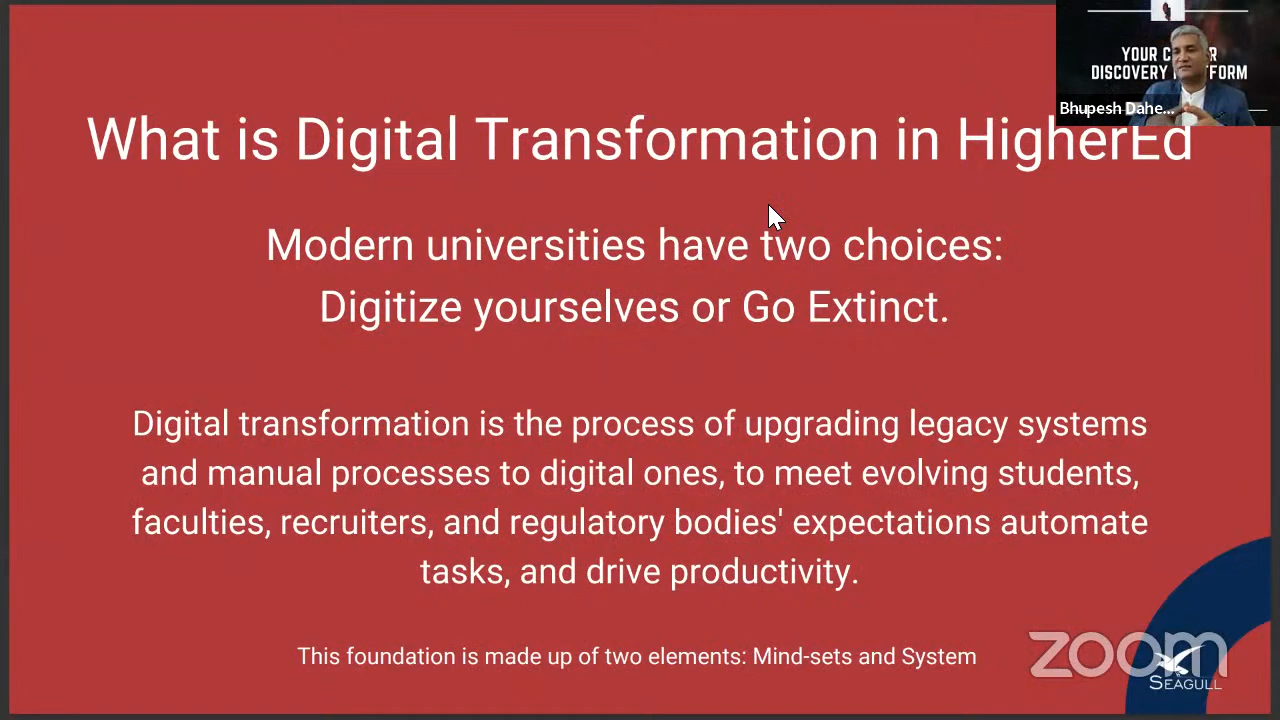 YOUR C R
DISCOVERY FORM
Bhupesh Dahe...
What is Digital Transformation in HigherEd
Modern universities have two choices:
Digitize yourselves or Go Extinct.
Digital transformation is the process of upgrading legacy systems
and manual processes to digital ones, to meet evolving students,
faculties, recruiters, and regulatory bodies' expectations automate
tasks, and drive productivity.
This foundation is made up of two elements: Mind-sets and System
zoom
SEAGULL